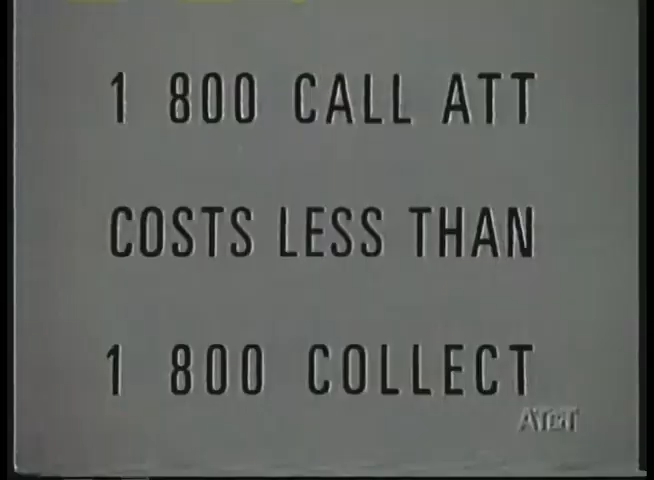 1 800 CALL ATT
COSTS LESS THAN
1 800 COLLECT
AT&T